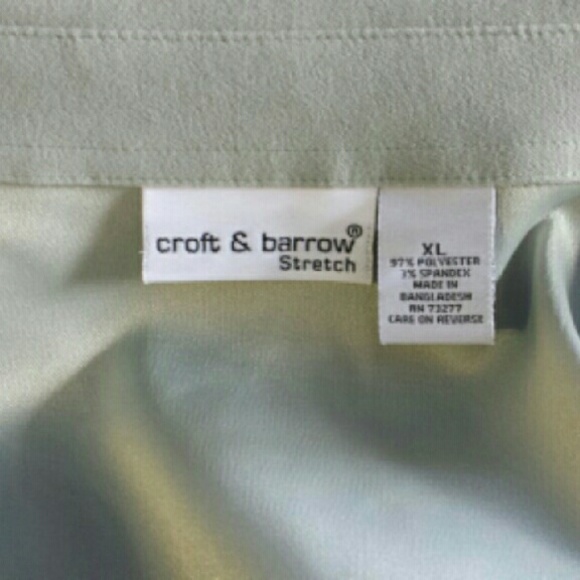 croft & barrow®
Stretch
XL
97% POLYESTER
3% SPANDEX
MADE IN
BANGLADESH
RN 73277
CARE ON REVERSE